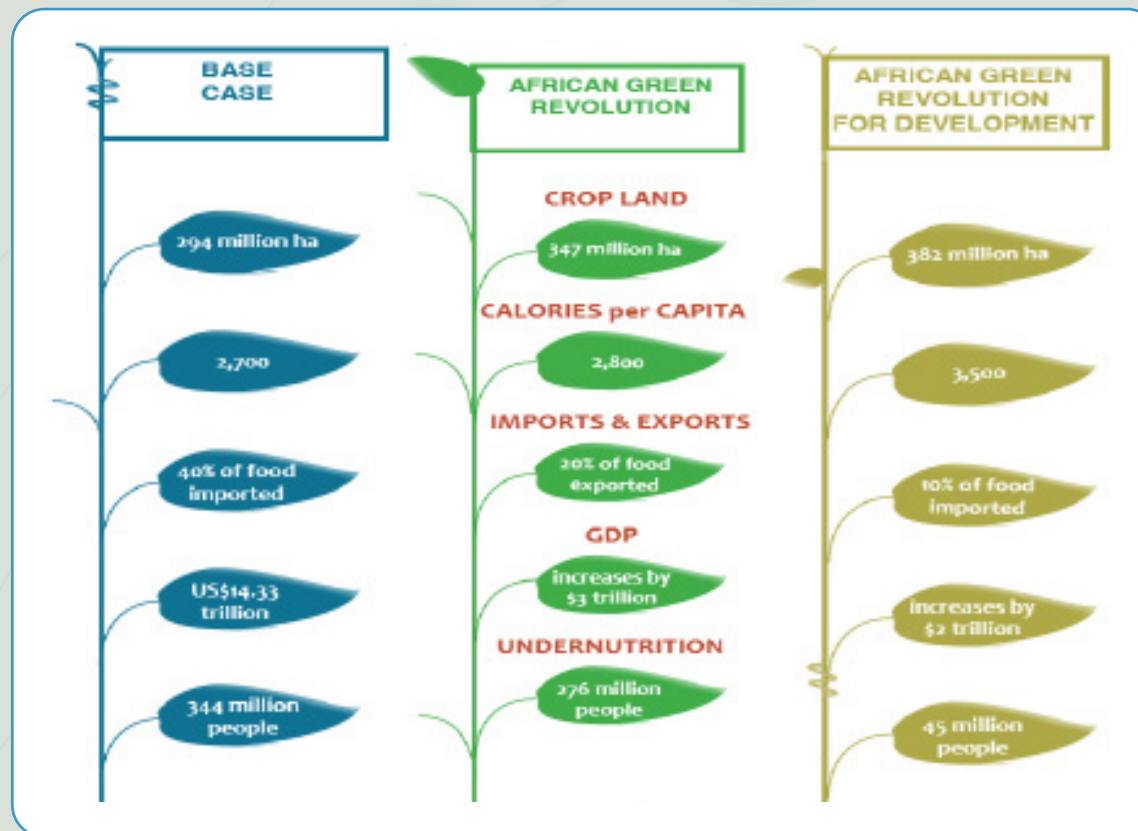 BASE
CASE
AFRICAN GREEN
REVOLUTION
AFRICAN GREEN
REVOLUTION
FOR DEVELOPMENT
CROP LAND
294 million ha
347 million ha
382 million ha
CALORIES per CAPITA
2,700
2,800
3,500
IMPORTS & EXPORTS
40% of food
imported
20% of food
exported
10% of food
imported
GDP
US$14.33
trillion
increases by
$3 trillion
increases by
$2 trillion
UNDERNUTRITION
344 million
people
276 million
people
45 million
people